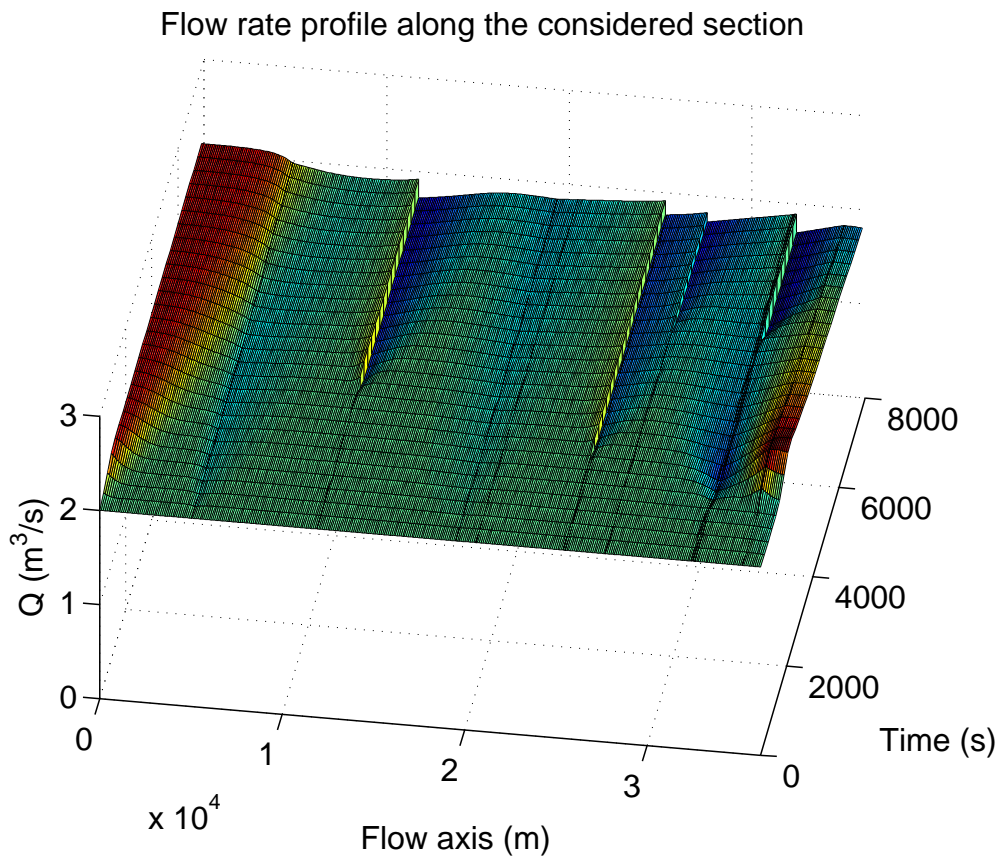 Flow rate profile along the considered section
3
2
1
0
Q (m³/s)
0
1
2
3
x 10⁴
Flow axis (m)
8000
6000
4000
2000
0
Time (s)